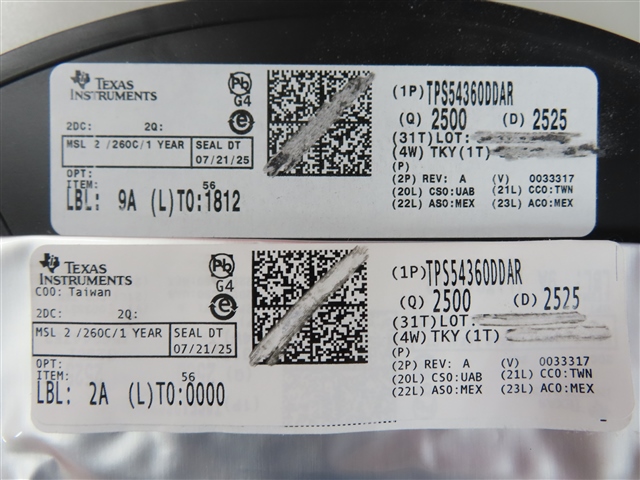 TEXAS INSTRUMENTS
Pb
G4
e
2DC: 2Q:
MSL 2 /260C/1 YEAR SEAL DT
07/21/25
OPT:
ITEM: 56
LBL: 9A (L)TO:1812
(1P)TPS54360DDAR
(Q) 2500 (D) 2525
(31T)LOT:
(4W) TKY(1T)
(P)
(2P) REV: A (V) 0033317
(20L) CSO:UAB (21L) CCO:TWN
(22L) ASO:MEX (23L) ACO:MEX
TEXAS INSTRUMENTS
COO: Taiwan
Pb
G4
e
2DC: 2Q:
MSL 2 /260C/1 YEAR SEAL DT
07/21/25
OPT:
ITEM: 56
LBL: 2A (L)TO:0000
(1P)TPS54360DDAR
(Q) 2500 (D) 2525
(31T)LOT:
(4W) TKY(1T)
(P)
(2P) REV: A (V) 0033317
(20L) CSO:UAB (21L) CCO:TWN
(22L) ASO:MEX (23L) ACO:MEX